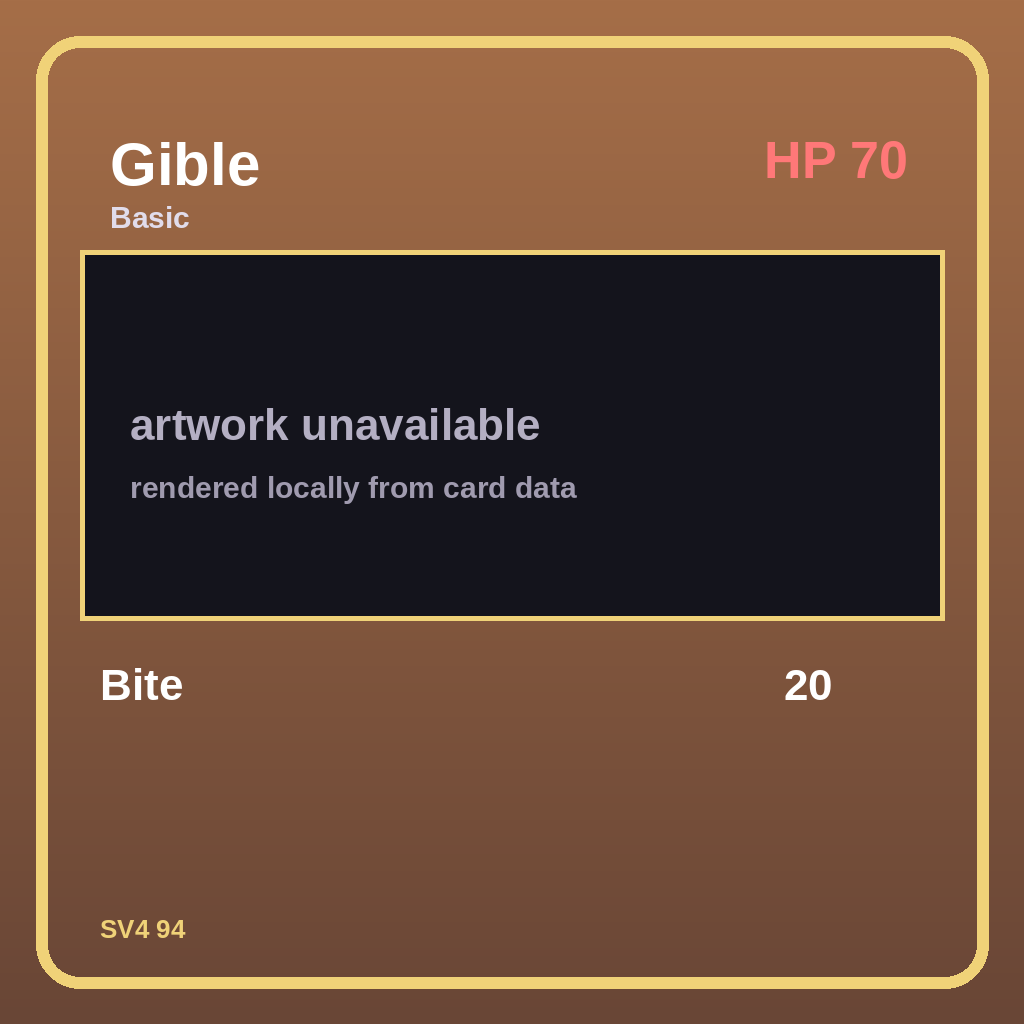 Gible
HP 70
Basic
artwork unavailable
rendered locally from card data
Bite
20
SV4 94